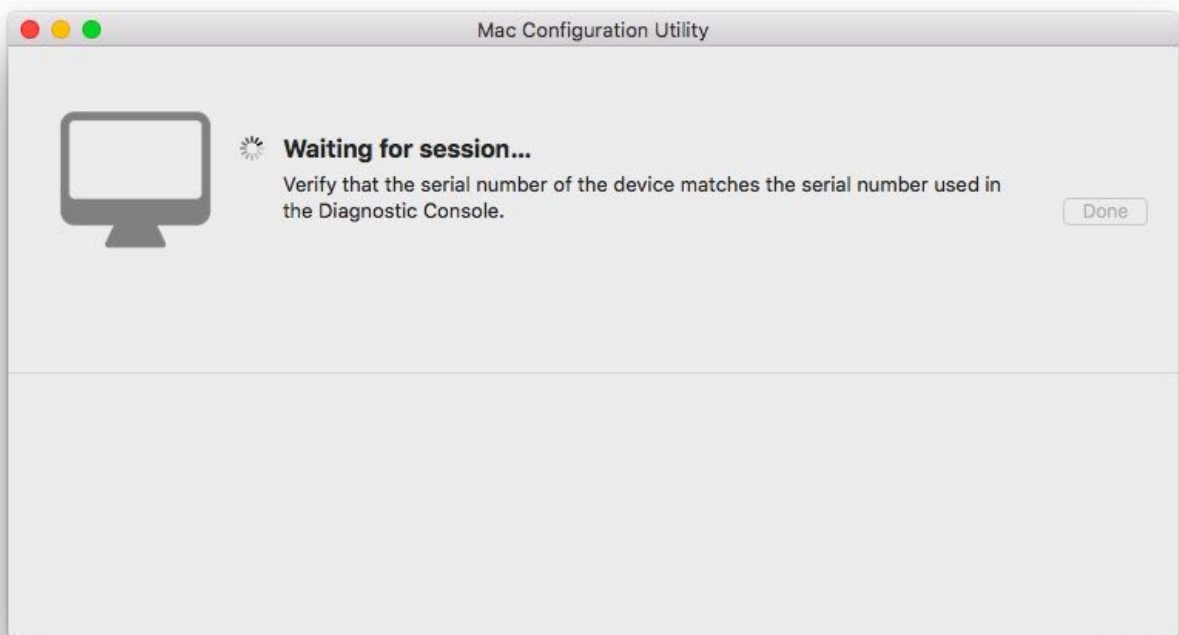 Mac Configuration Utility
Waiting for session...
Verify that the serial number of the device matches the serial number used in
the Diagnostic Console.
Done